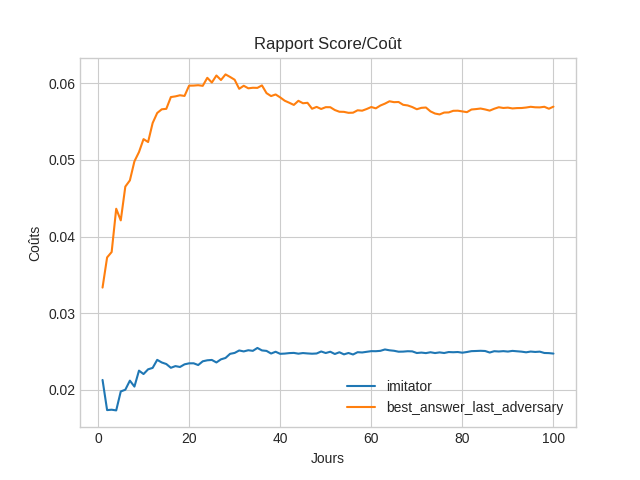 Rapport Score/Coût
Coûts
0.06
0.05
0.04
0.03
0.02
imitator
best_answer_last_adversary
0 20 40 60 80 100
Jours